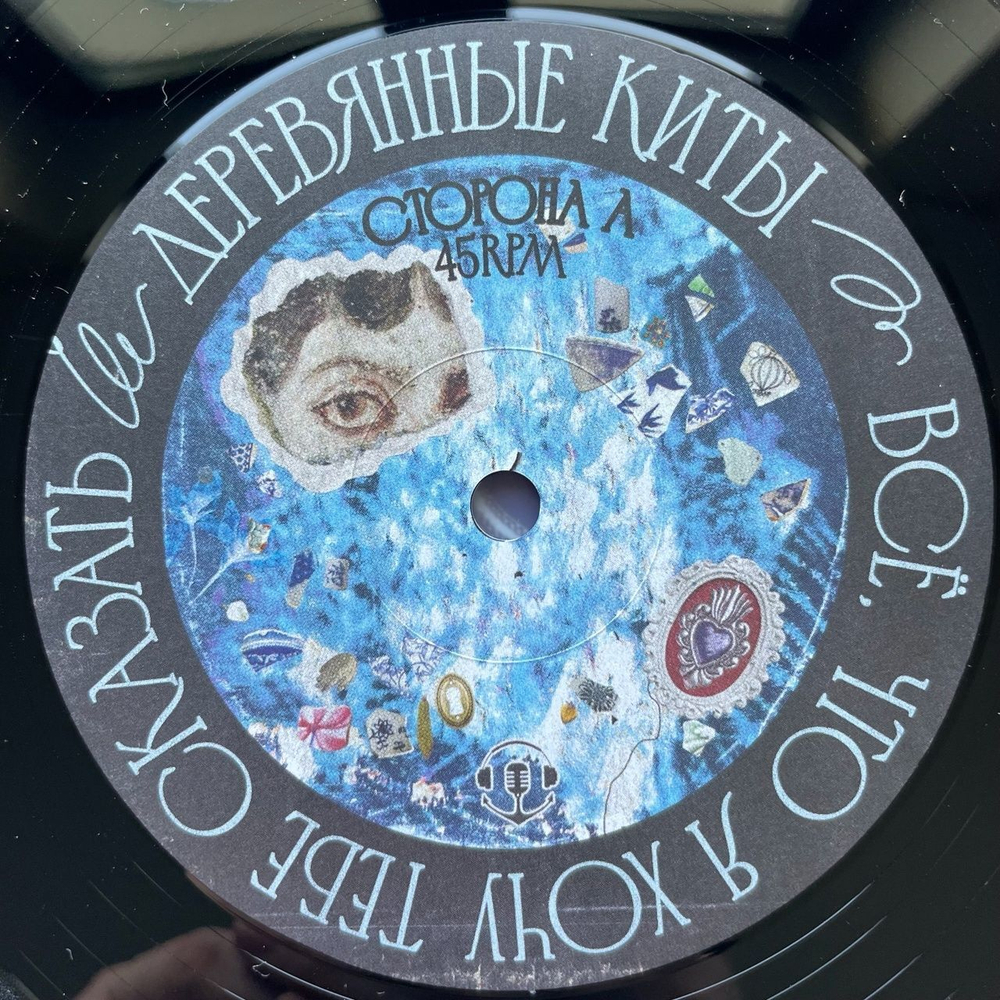 ДЕРЕВЯННЫЕ КИТЫ
ВСЁ, ЧТО Я ХОЧУ ТЕБЕ СКАЗАТЬ
СТОРОНА А
45RPM